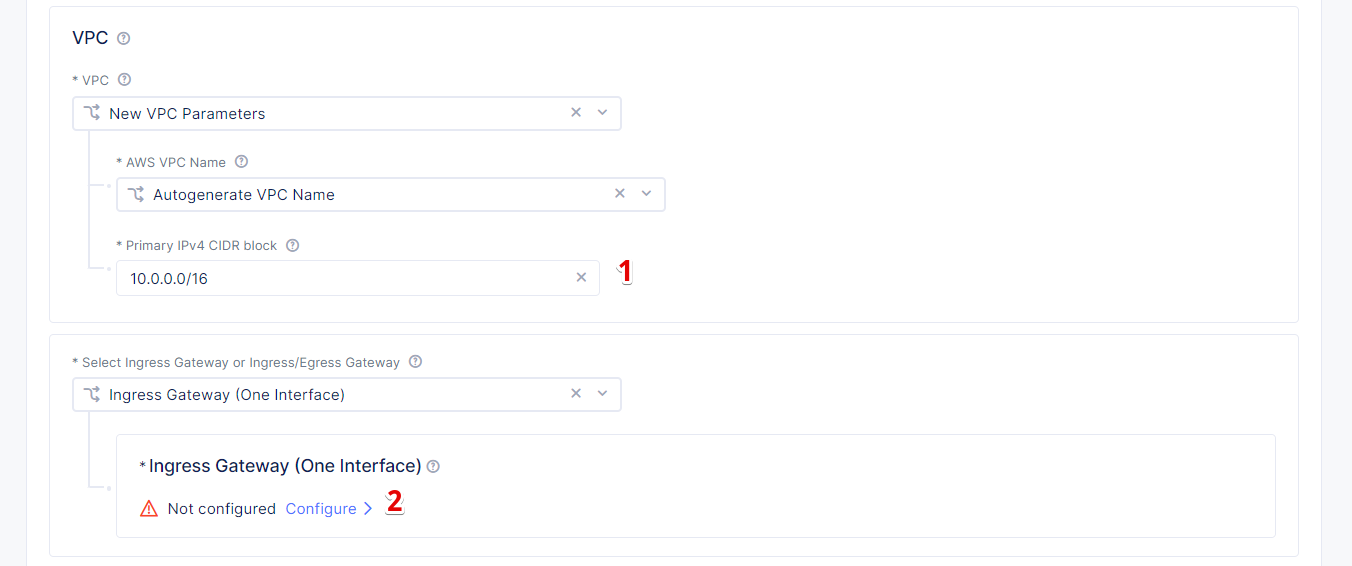 VPC
* VPC
New VPC Parameters
* AWS VPC Name
Autogenerate VPC Name
* Primary IPv4 CIDR block
10.0.0.0/16
1
* Select Ingress Gateway or Ingress/Egress Gateway
Ingress Gateway (One Interface)
* Ingress Gateway (One Interface)
Not configured Configure 2